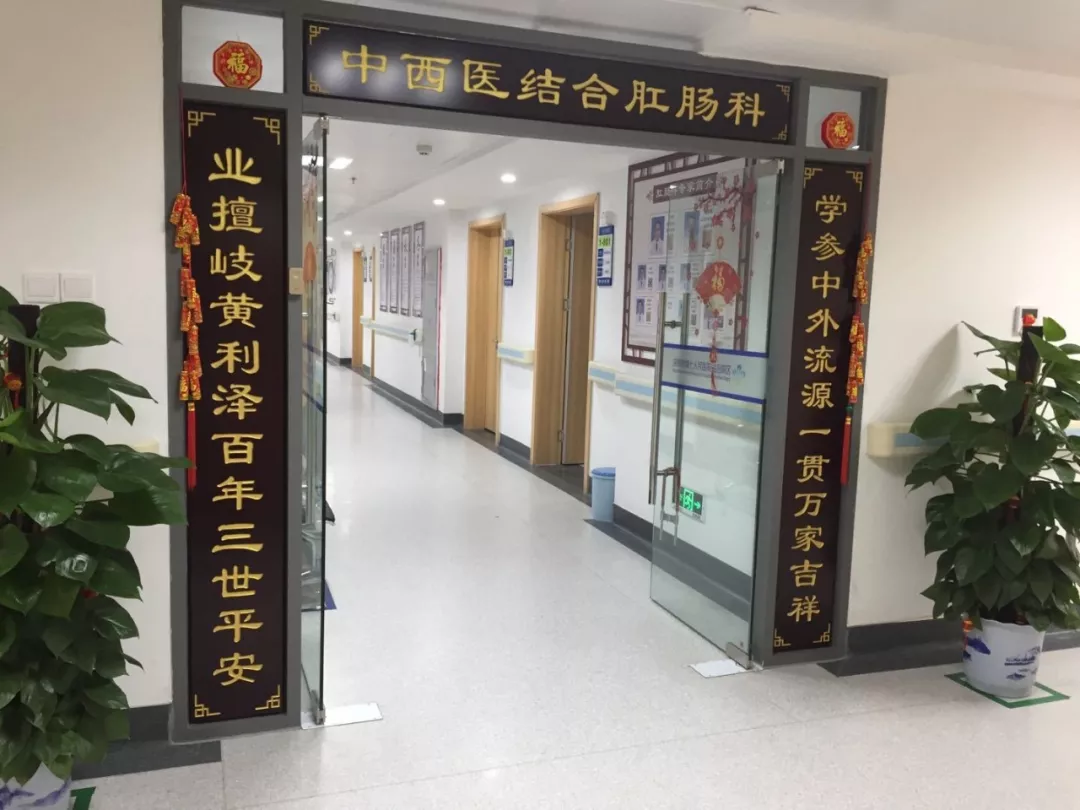 福
中西医结合肛肠科
福
业擅岐黄利泽百年三世平安
学参中外流源一贯万家吉祥
福